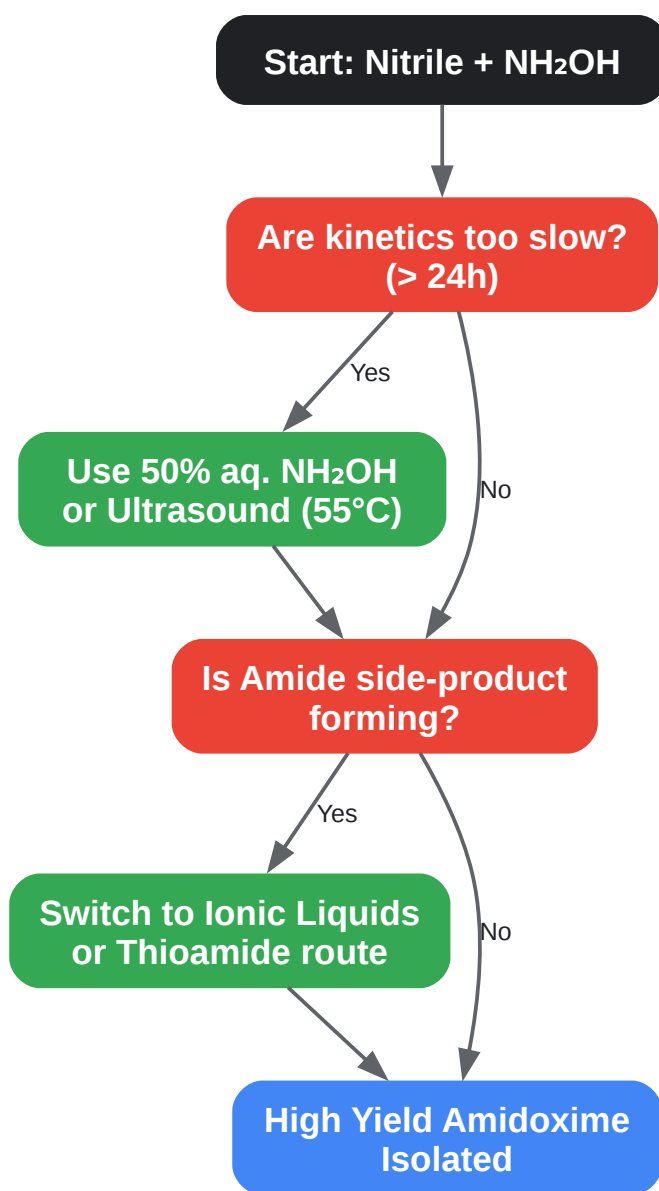 Start: Nitrile + NH₂OH
Are kinetics too slow?
(> 24h)
Yes
Use 50% aq. NH₂OH
or Ultrasound (55°C)
No
Is Amide side-product
forming?
Yes
Switch to Ionic Liquids
or Thioamide route
No
High Yield Amidoxime
Isolated